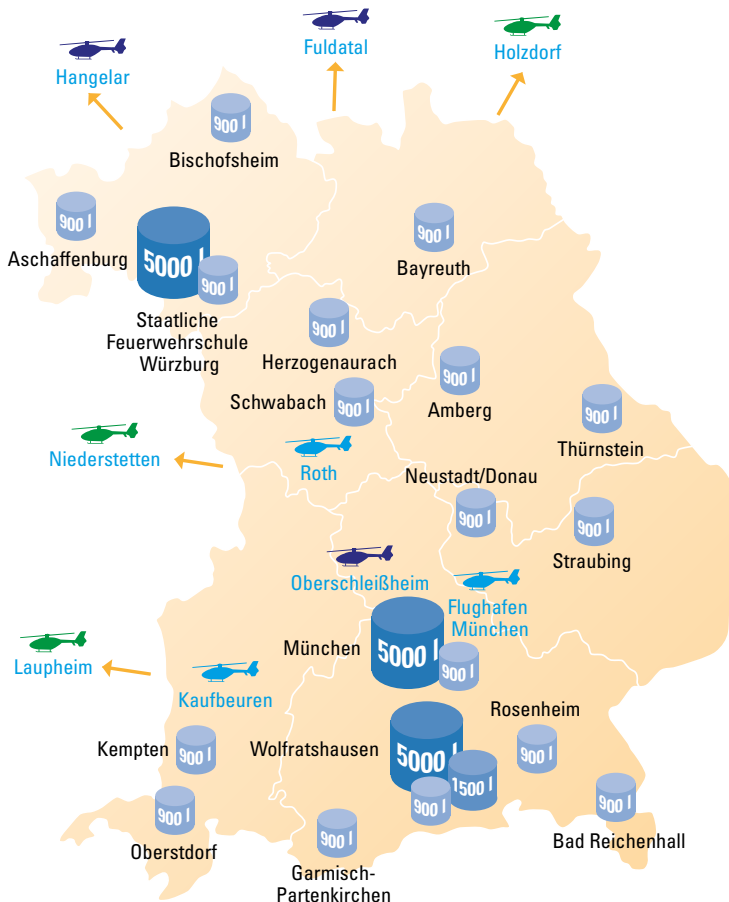 Hangelar
Fuldatal
Holzdorf
900 l
Bischofsheim
900 l
Aschaffenburg
5000 l
900 l
Staatliche
Feuerwehrschule
Würzburg
900 l
Bayreuth
900 l
Herzogenaurach
Schwabach
900 l
900 l
Amberg
900 l
Thürnstein
Niederstetten
Roth
Neustadt/Donau
900 l
900 l
Straubing
Oberschleißheim
Flughafen
München
München
5000 l
900 l
Laupheim
Kaufbeuren
Kempten
900 l
Wolfratshausen
5000 l
1500 l
900 l
Rosenheim
900 l
900 l
Oberstdorf
900 l
Garmisch-
Partenkirchen
900 l
Bad Reichenhall